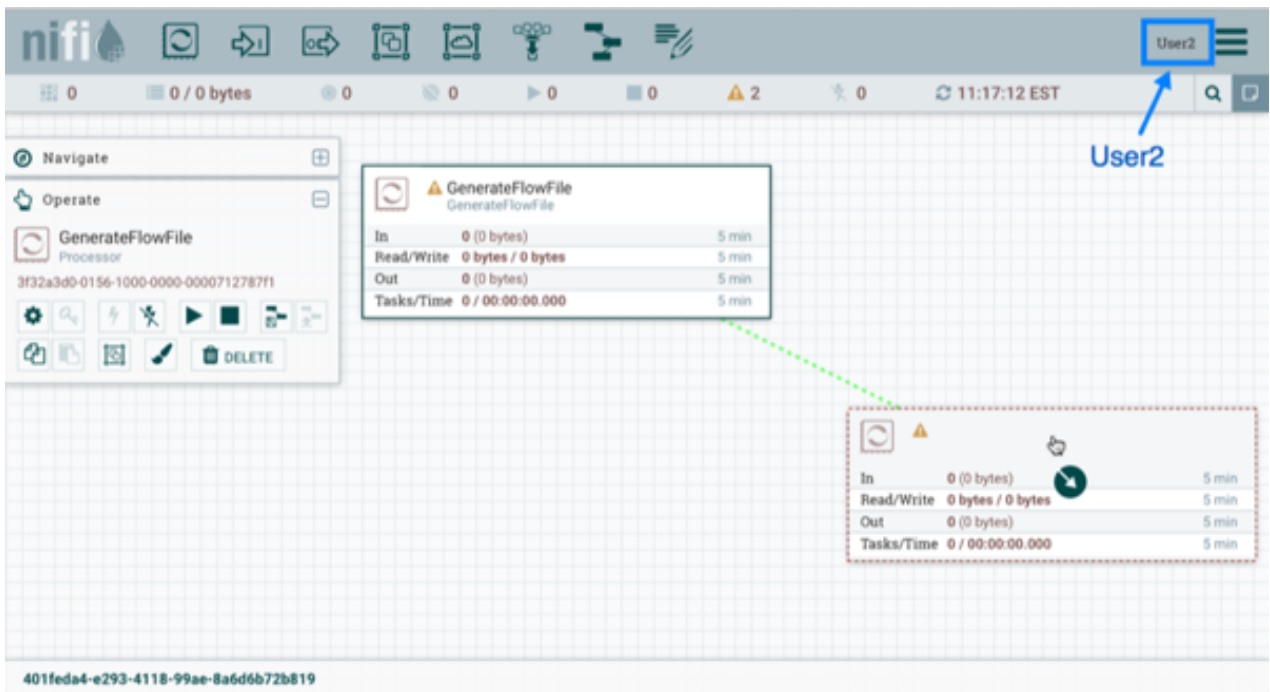 nifi User2
0 0 / 0 bytes 0 0 0 0 2 0 11:17:12 EST
User2
Navigate
Operate
GenerateFlowFile
Processor
3f32a3d0-0156-1000-0000-0000712787f1
DELETE
GenerateFlowFile
GenerateFlowFile
In 0 (0 bytes) 5 min
Read/Write 0 bytes / 0 bytes 5 min
Out 0 (0 bytes) 5 min
Tasks/Time 0 / 00:00:00.000 5 min
In 0 (0 bytes) 5 min
Read/Write 0 bytes / 0 bytes 5 min
Out 0 (0 bytes) 5 min
Tasks/Time 0 / 00:00:00.000 5 min
401feda4-e293-4118-99ae-8a6d6b72b819